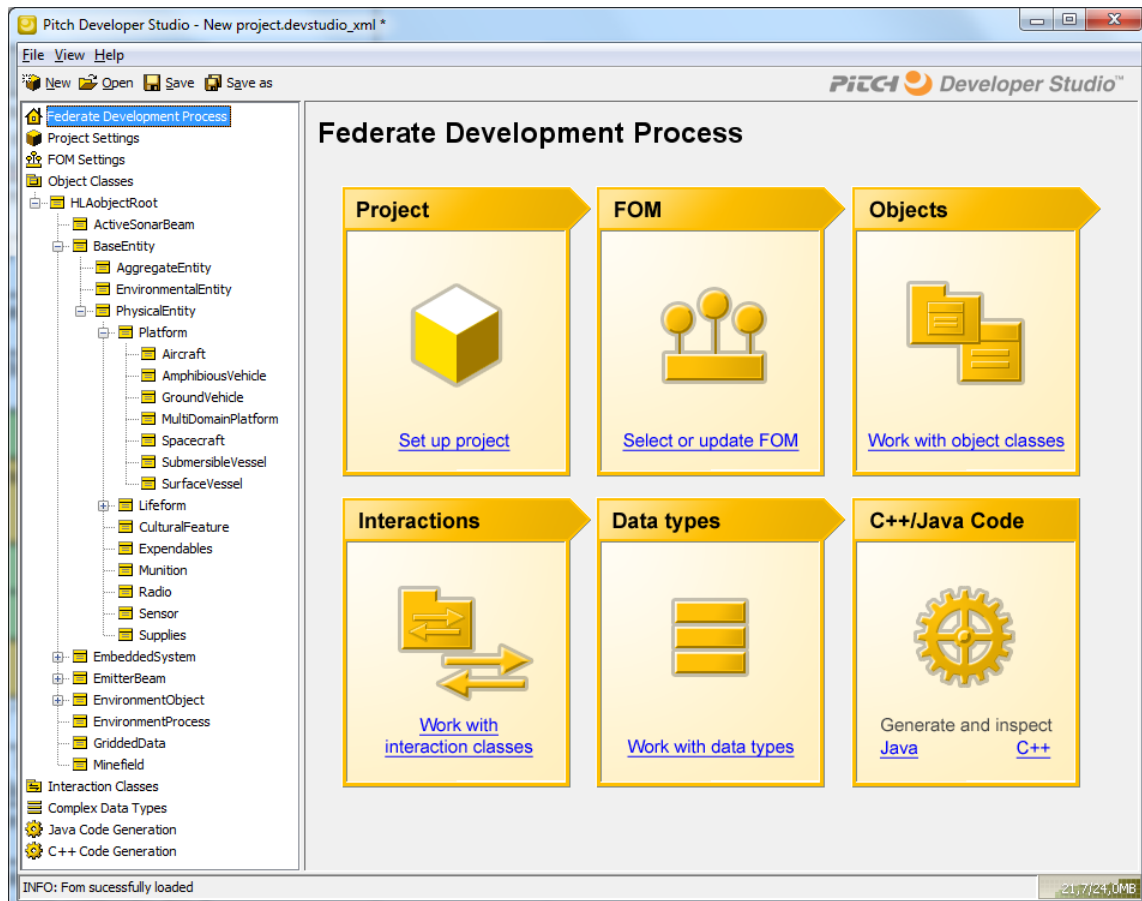 Pitch Developer Studio - New project.devstudio_xml *
File View Help
New Open Save Save as
PITCH Developer Studio™
Federate Development Process
Project Settings
FOM Settings
Object Classes
HLAobjectRoot
ActiveSonarBeam
BaseEntity
AggregateEntity
EnvironmentalEntity
PhysicalEntity
Platform
Aircraft
AmphibiousVehicle
GroundVehicle
MultiDomainPlatform
Spacecraft
SubmersibleVessel
SurfaceVessel
Lifeform
CulturalFeature
Expendables
Munition
Radio
Sensor
Supplies
EmbeddedSystem
EmitterBeam
EnvironmentObject
EnvironmentProcess
GriddedData
Minefield
Interaction Classes
Complex Data Types
Java Code Generation
C++ Code Generation
Federate Development Process
Project
Set up project
FOM
Select or update FOM
Objects
Work with object classes
Interactions
Work with
interaction classes
Data types
Work with data types
C++/Java Code
Generate and inspect
Java C++
INFO: Fom sucessfully loaded
21,7/24,0MB